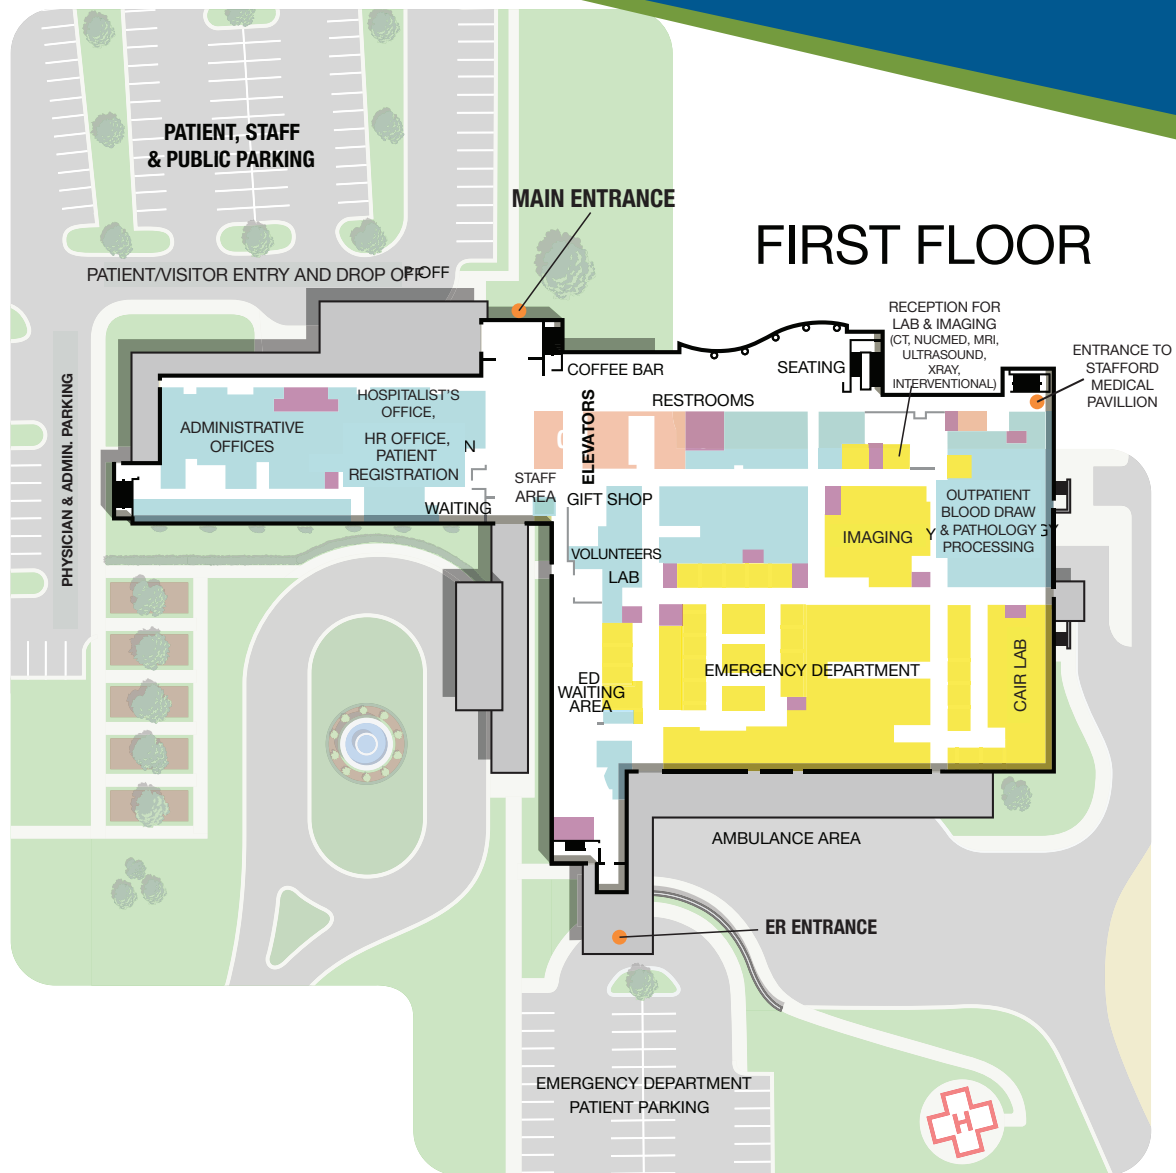 PATIENT, STAFF
& PUBLIC PARKING
MAIN ENTRANCE
FIRST FLOOR
PATIENT/VISITOR ENTRY AND DROP OFF
P OFF
RECEPTION FOR
LAB & IMAGING
(CT, NUCMED, MRI,
ULTRASOUND,
XRAY,
INTERVENTIONAL)
ENTRANCE TO
STAFFORD
MEDICAL
PAVILLION
COFFEE BAR
SEATING
PHYSICIAN & ADMIN. PARKING
HOSPITALIST'S
OFFICE,
HR OFFICE,
PATIENT
REGISTRATION
N
ADMINISTRATIVE
OFFICES
ELEVATORS
RESTROOMS
STAFF
AREA
GIFT SHOP
WAITING
OUTPATIENT
BLOOD DRAW
& PATHOLOGY
PROCESSING
Y
GY
IMAGING
VOLUNTEERS
LAB
ED
WAITING
AREA
EMERGENCY DEPARTMENT
CAIR LAB
AMBULANCE AREA
ER ENTRANCE
EMERGENCY DEPARTMENT
PATIENT PARKING
H